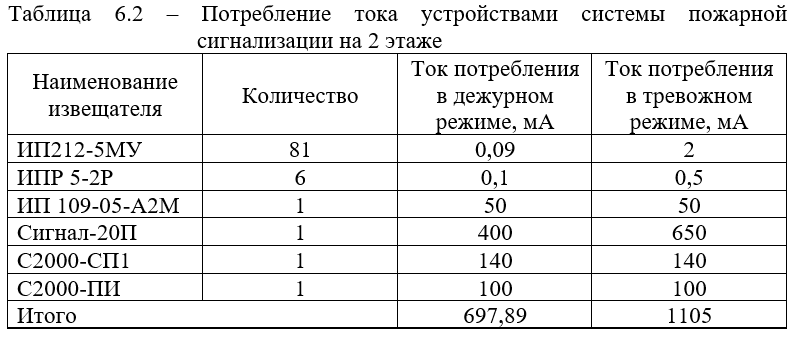 Таблица 6.2 – Потребление тока устройствами системы пожарной
сигнализации на 2 этаже
Наименование извещателя Количество Ток потребления в дежурном режиме, мА Ток потребления в тревожном режиме, мА
ИП212-5МУ 81 0,09 2
ИПР 5-2Р 6 0,1 0,5
ИП 109-05-А2М 1 50 50
Сигнал-20П 1 400 650
С2000-СП1 1 140 140
С2000-ПИ 1 100 100
Итого 697,89 1105